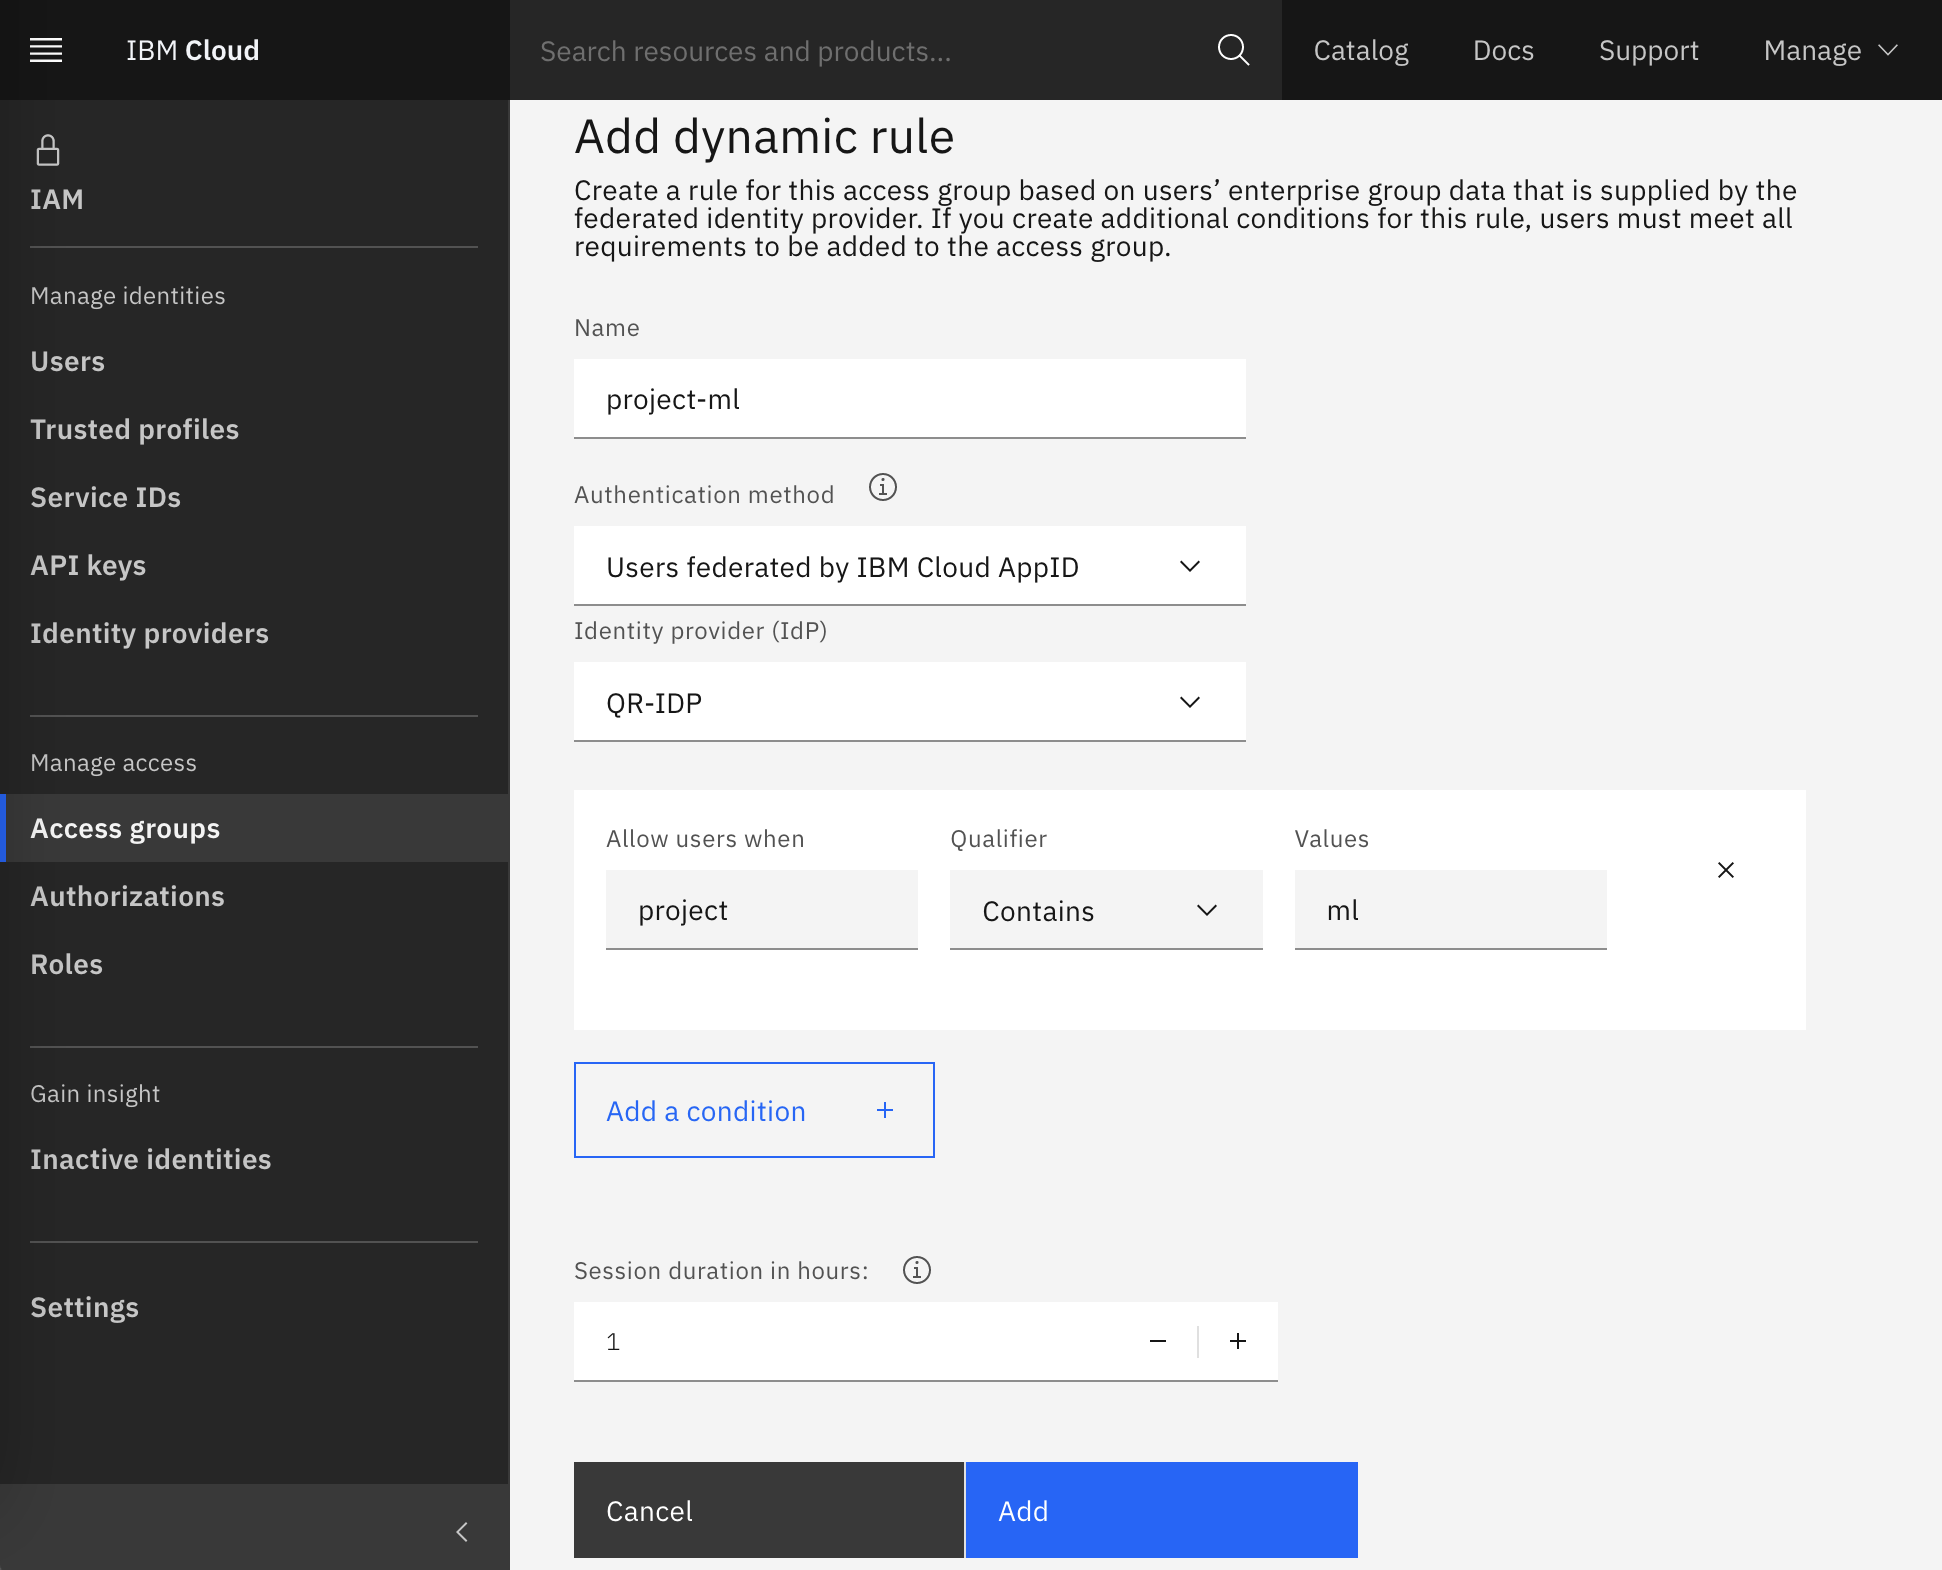 IBM Cloud
Search resources and products...
Catalog
Docs
Support
Manage
IAM
Manage identities
Users
Trusted profiles
Service IDs
API keys
Identity providers
Manage access
Access groups
Authorizations
Roles
Gain insight
Inactive identities
Settings
Add dynamic rule
Create a rule for this access group based on users’ enterprise group data that is supplied by the
federated identity provider. If you create additional conditions for this rule, users must meet all
requirements to be added to the access group.
Name
project-ml
Authentication method
Users federated by IBM Cloud AppID
Identity provider (IdP)
QR-IDP
Allow users when
Qualifier
Values
project
Contains
ml
Add a condition +
Session duration in hours:
1
Cancel
Add